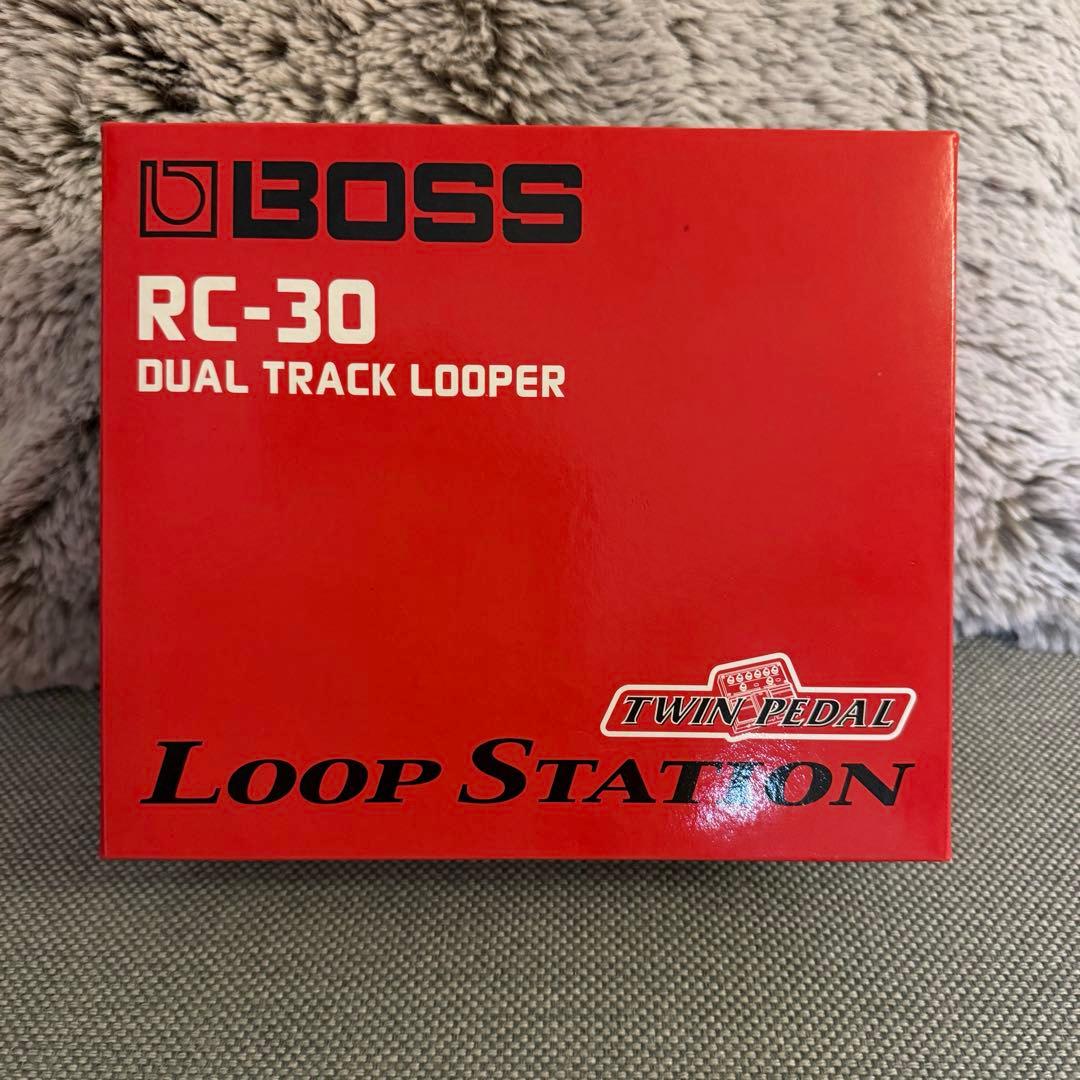 BOSS
RC-30
DUAL TRACK LOOPER
TWIN PEDAL
LOOP STATION